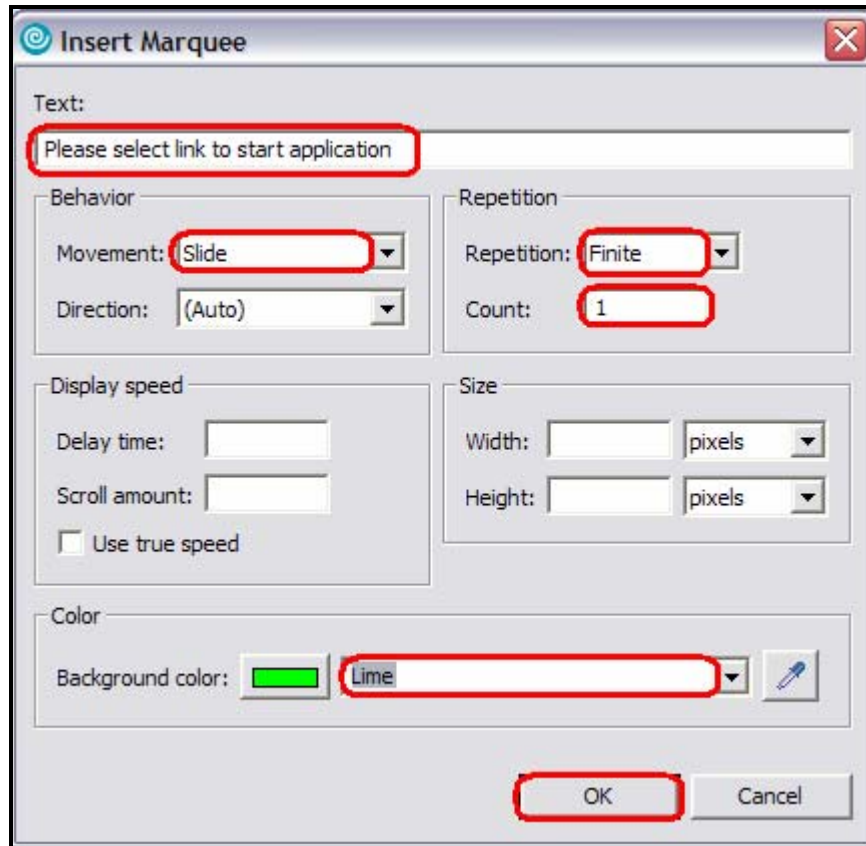 Insert Marquee
Text:
Please select link to start application
Behavior
Movement: Slide
Direction: (Auto)
Repetition
Repetition: Finite
Count: 1
Display speed
Delay time:
Scroll amount:
Use true speed
Size
Width: pixels
Height: pixels
Color
Background color: Lime
OK Cancel